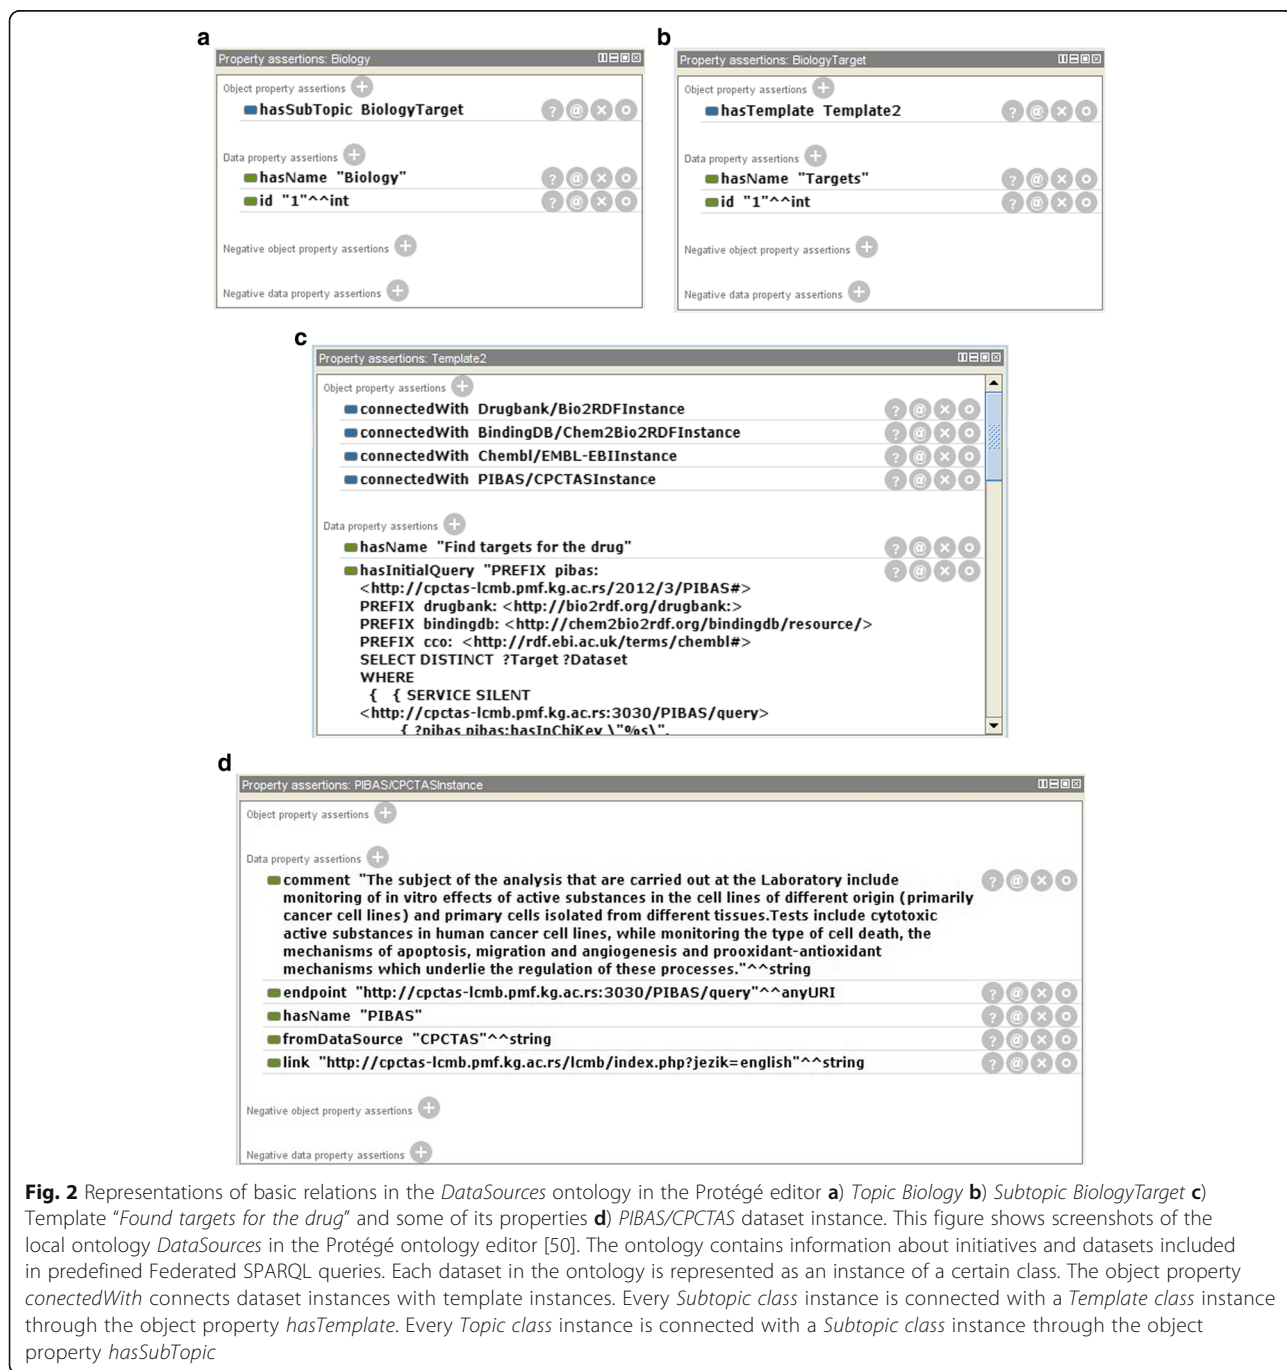 a
Property assertions: Biology
Object property assertions
hasSubTopic BiologyTarget
Data property assertions
hasName "Biology"
id "1"^^int
Negative object property assertions
Negative data property assertions
b
Property assertions: BiologyTarget
Object property assertions
hasTemplate Template2
Data property assertions
hasName "Targets"
id "1"^^int
Negative object property assertions
Negative data property assertions
c
Property assertions: Template2
Object property assertions
connectedWith Drugbank/Bio2RDFInstance
connectedWith BindingDB/Chem2Bio2RDFInstance
connectedWith Chembl/EMBL-EBIInstance
connectedWith PIBAS/CPCTASInstance
Data property assertions
hasName "Find targets for the drug"
hasInitialQuery "PREFIX pibas:
<http://cpctas-lcmb.pmf.kg.ac.rs/2012/3/PIBAS#>
PREFIX drugbank: <http://bio2rdf.org/drugbank:>
PREFIX bindingdb: <http://chem2bio2rdf.org/bindingdb/resource/>
PREFIX cco: <http://rdf.ebi.ac.uk/terms/chembl#>
SELECT DISTINCT ?Target ?Dataset
WHERE
{ { SERVICE SILENT
<http://cpctas-lcmb.pmf.kg.ac.rs:3030/PIBAS/query>
{ ?pibas pibas:hasInChiKey \"%s\".
d
Property assertions: PIBAS/CPCTASInstance
Object property assertions
Data property assertions
comment "The subject of the analysis that are carried out at the Laboratory include
monitoring of in vitro effects of active substances in the cell lines of different origin (primarily
cancer cell lines) and primary cells isolated from different tissues.Tests include cytotoxic
active substances in human cancer cell lines, while monitoring the type of cell death, the
mechanisms of apoptosis, migration and angiogenesis and prooxidant-antioxidant
mechanisms which underlie the regulation of these processes."^^string
endpoint "http://cpctas-lcmb.pmf.kg.ac.rs:3030/PIBAS/query"^^anyURI
hasName "PIBAS"
fromDataSource "CPCTAS"^^string
link "http://cpctas-lcmb.pmf.kg.ac.rs/lcmb/index.php?jezik=english"^^string
Negative object property assertions
Negative data property assertions
Fig. 2 Representations of basic relations in the DataSources ontology in the Protégé editor a) Topic Biology b) Subtopic BiologyTarget c)
Template “Found targets for the drug” and some of its properties d) PIBAS/CPCTAS dataset instance. This figure shows screenshots of the
local ontology DataSources in the Protégé ontology editor [50]. The ontology contains information about initiatives and datasets included
in predefined Federated SPARQL queries. Each dataset in the ontology is represented as an instance of a certain class. The object property
conectedWith connects dataset instances with template instances. Every Subtopic class instance is connected with a Template class instance
through the object property hasTemplate. Every Topic class instance is connected with a Subtopic class instance through the object
property hasSubTopic